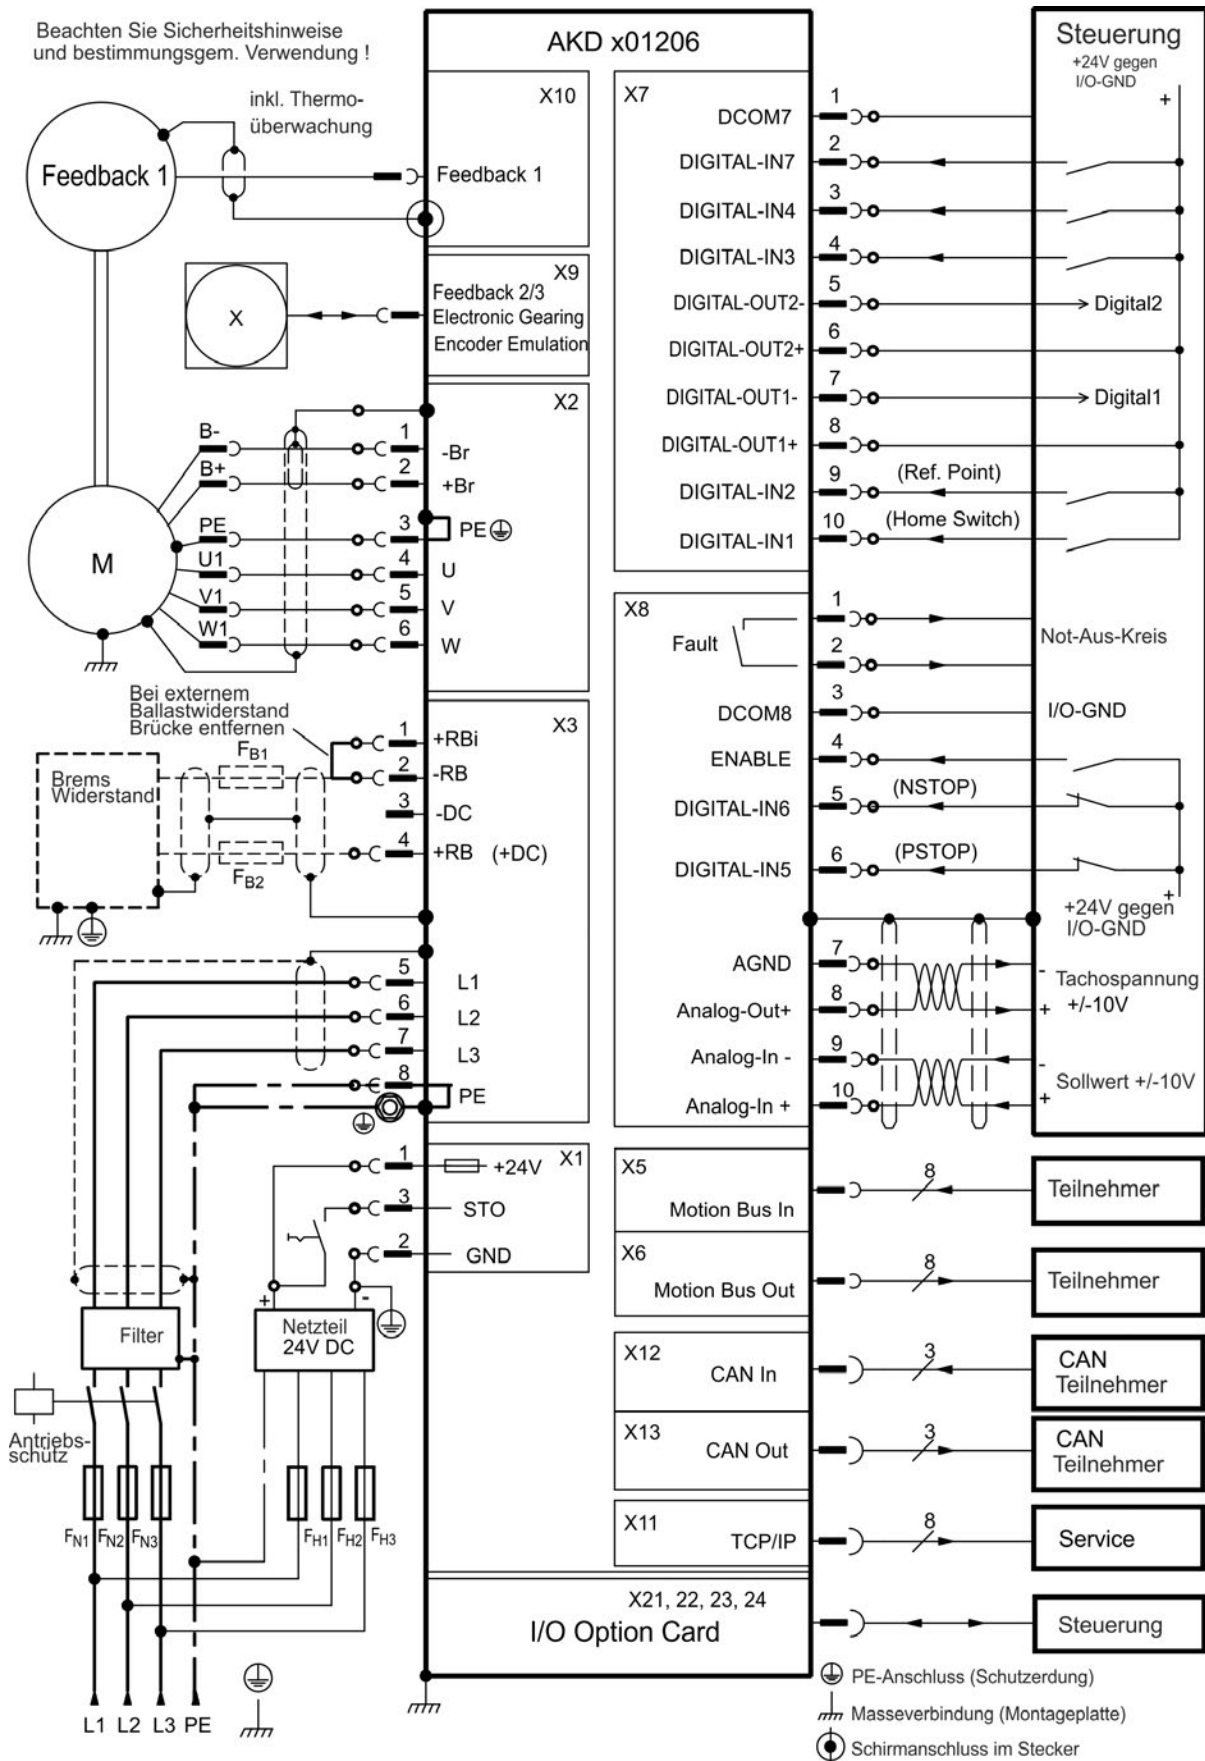 Beachten Sie Sicherheitshinweise
und bestimmungsgem. Verwendung !
AKD x01206
Steuerung
+24V gegen
I/O-GND
+
inkl. Thermo-
überwachung
Feedback 1
X10
Feedback 1
X9
Feedback 2/3
Electronic Gearing
Encoder Emulation
X
X2
B-
1
-Br
B+
2
+Br
PE
3
PE
U1
4
U
V1
5
V
W1
6
W
M
Bei externem
Ballastwiderstand
Brücke entfernen
X3
FB1
1
+RBi
2
-RB
Brems
Widerstand
3
-DC
4
+RB (+DC)
FB2
5
L1
6
L2
7
L3
8
PE
X1
1
+24V
3
STO
2
GND
+
-
Netzteil
24V DC
Filter
Antriebs-
schütz
FN1
FN2
FN3
FH1
FH2
FH3
L1 L2 L3 PE
X7
DCOM7
1
DIGITAL-IN7
2
DIGITAL-IN4
3
DIGITAL-IN3
4
DIGITAL-OUT2-
5
Digital2
DIGITAL-OUT2+
6
DIGITAL-OUT1-
7
Digital1
DIGITAL-OUT1+
8
DIGITAL-IN2
9
(Ref. Point)
DIGITAL-IN1
10
(Home Switch)
X8
Fault
1
2
Not-Aus-Kreis
DCOM8
3
I/O-GND
ENABLE
4
DIGITAL-IN6
5
(NSTOP)
DIGITAL-IN5
6
(PSTOP)
+
+24V gegen
I/O-GND
AGND
7
-
Tachospannung
+/-10V
Analog-Out+
8
+
Analog-In -
9
-
Sollwert +/-10V
Analog-In +
10
+
X5
Motion Bus In
8
Teilnehmer
X6
Motion Bus Out
8
Teilnehmer
X12
CAN In
3
CAN
Teilnehmer
X13
CAN Out
3
CAN
Teilnehmer
X11
TCP/IP
8
Service
X21, 22, 23, 24
I/O Option Card
Steuerung
PE-Anschluss (Schutzerdung)
Masseverbindung (Montageplatte)
Schirmanschluss im Stecker